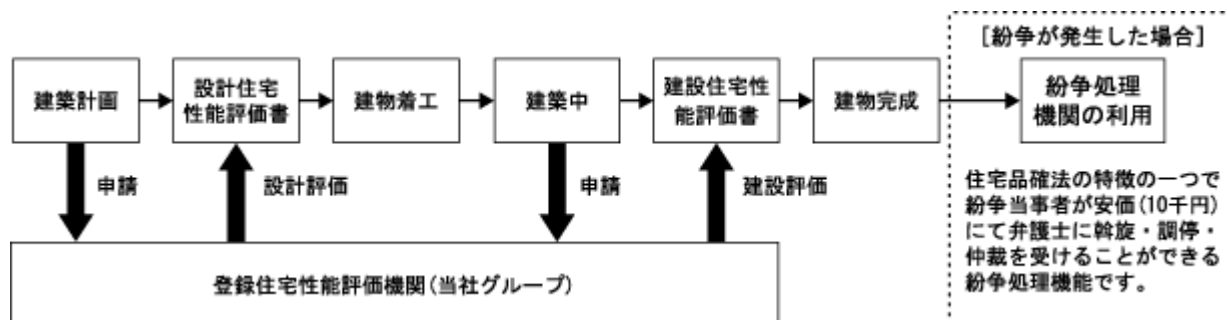 [紛争が発生した場合]
建築計画
設計住宅
性能評価書
建物着工
建築中
建設住宅性
能評価書
建物完成
紛争処理
機関の利用
申請
設計評価
申請
建設評価
住宅品確法の特徴の一つで
紛争当事者が安価(10千円)
にて弁護士に斡旋・調停・
仲裁を受けることができる
紛争処理機能です。
登録住宅性能評価機関(当社グループ)